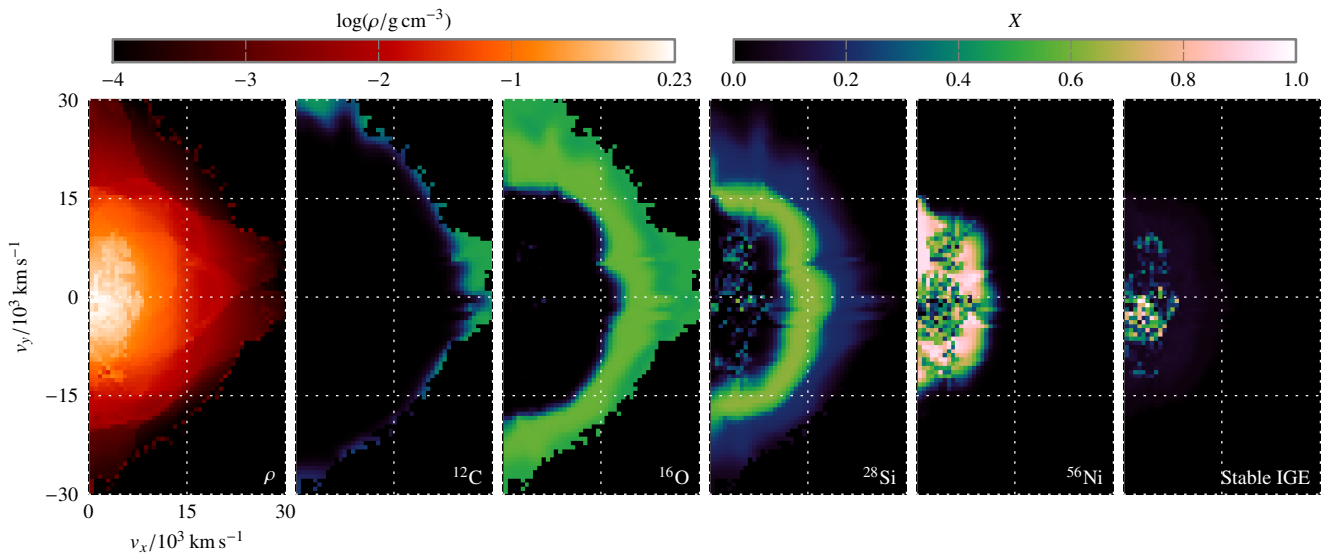 log(ρ/g cm⁻³)
X
−4 −3 −2 −1 0.23
0.0 0.2 0.4 0.6 0.8 1.0
30
15
0
−15
−30
v_y/10³ km s⁻¹
ρ
¹²C
¹⁶O
²⁸Si
⁵⁶Ni
Stable IGE
0 15 30
v_x/10³ km s⁻¹